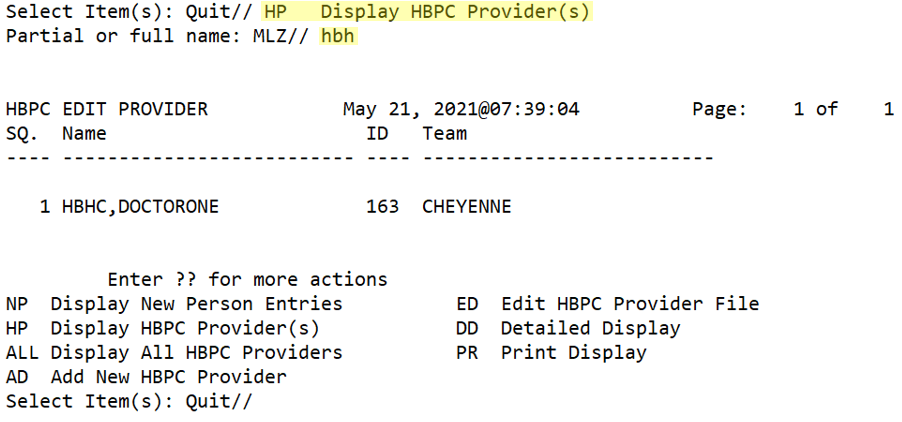 Select Item(s): Quit// HP   Display HBPC Provider(s)
Partial or full name: MLZ// hbh
HBPC EDIT PROVIDER            May 21, 2021@07:39:04          Page:    1 of    1
SQ.  Name                       ID   Team
---- -------------------------- ---- --------------------------
   1 HBHC,DOCTORONE             163  CHEYENNE
         Enter ?? for more actions
NP  Display New Person Entries          ED  Edit HBPC Provider File
HP  Display HBPC Provider(s)            DD  Detailed Display
ALL Display All HBPC Providers          PR  Print Display
AD  Add New HBPC Provider
Select Item(s): Quit//